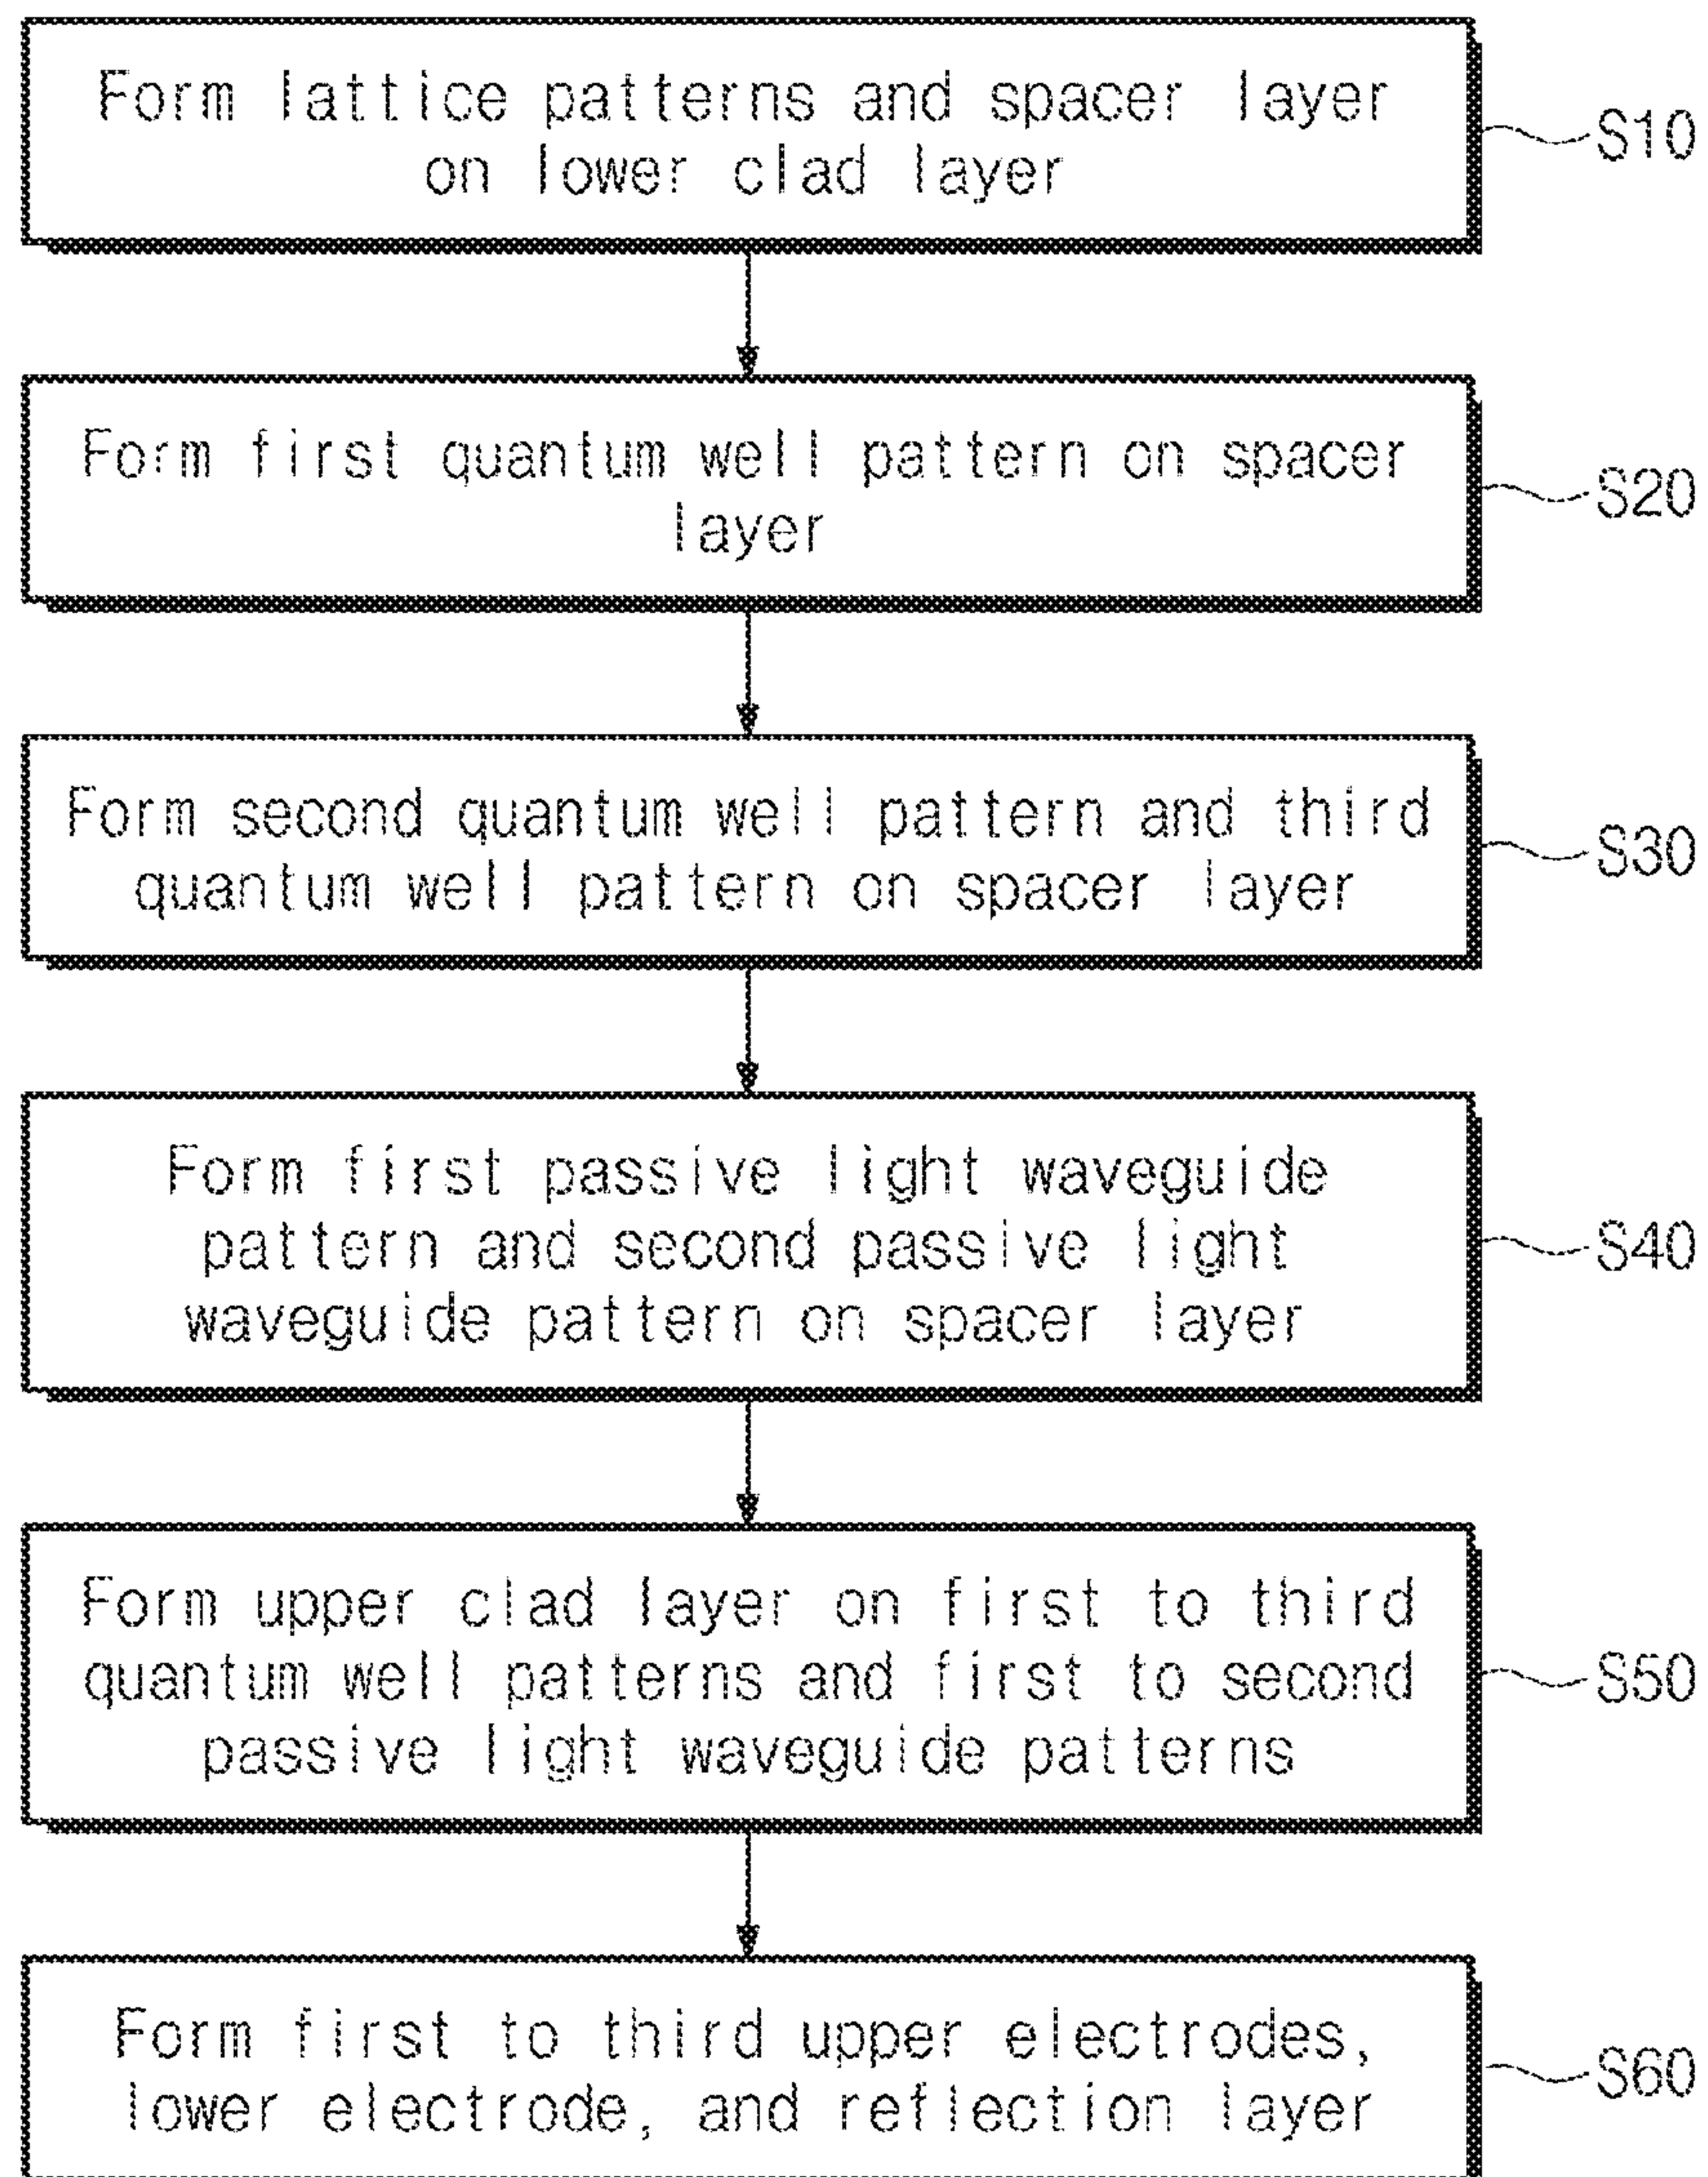 Form lattice patterns and spacer layer
on lower clad layer
S10
Form first quantum well pattern on spacer
layer
S20
Form second quantum well pattern and third
quantum well pattern on spacer layer
S30
Form first passive light waveguide
pattern and second passive light
waveguide pattern on spacer layer
S40
Form upper clad layer on first to third
quantum well patterns and first to second
passive light waveguide patterns
S50
Form first to third upper electrodes,
lower electrode, and reflection layer
S60